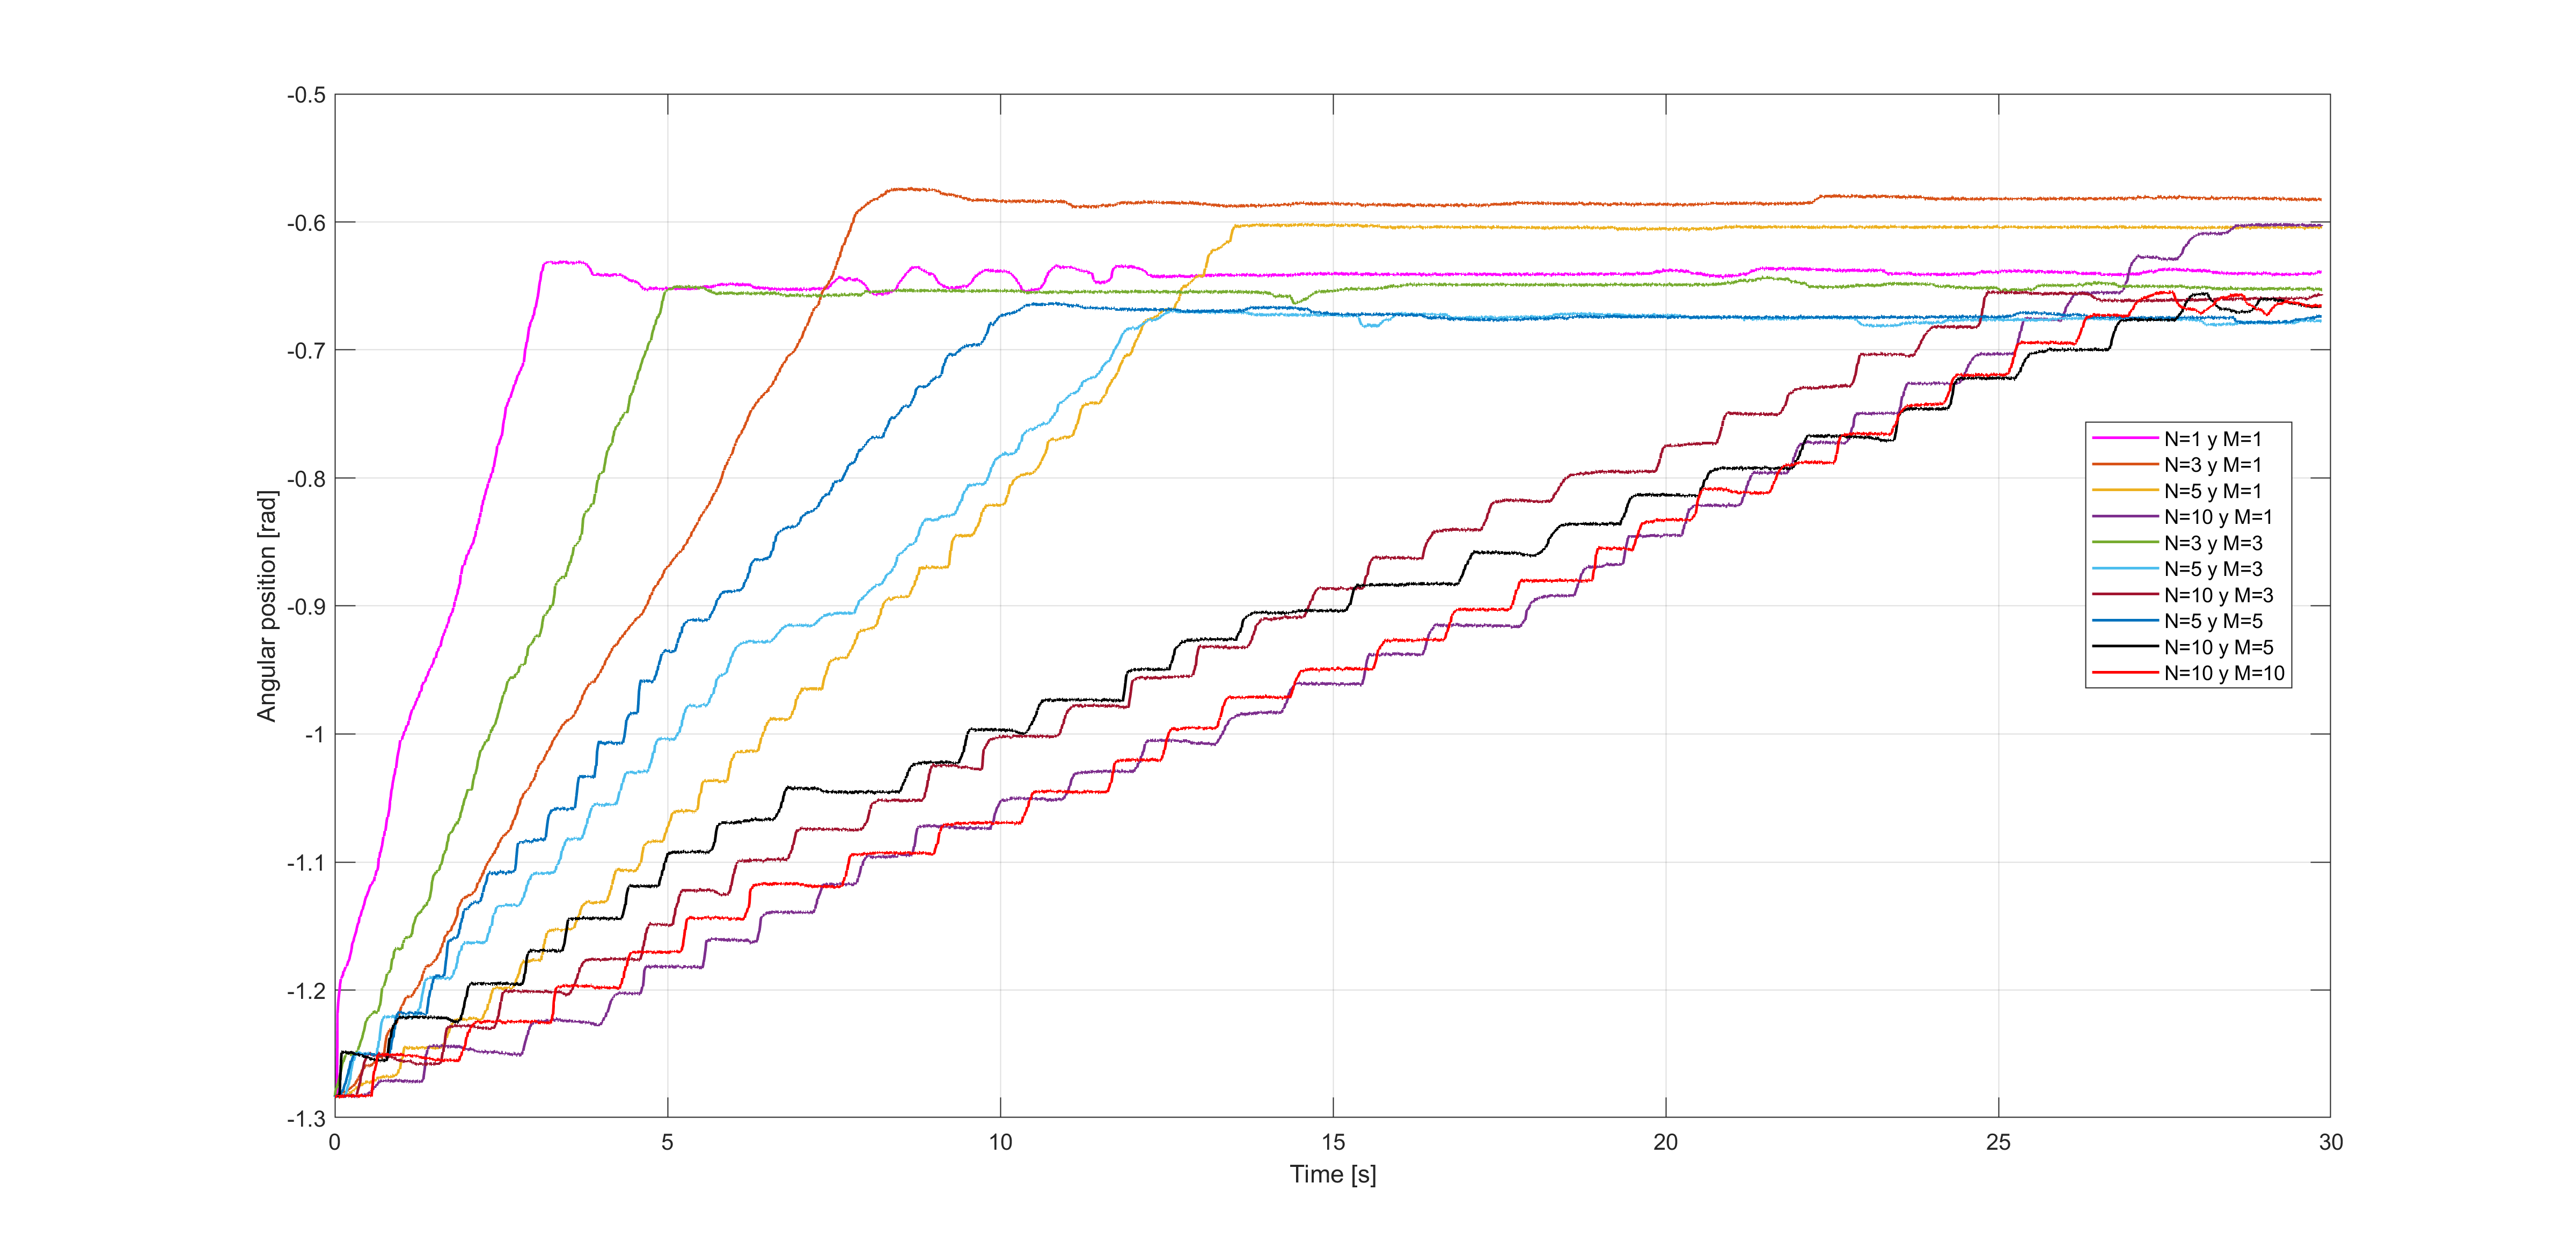 -0.5
-0.6
-0.7
-0.8
-0.9
-1
-1.1
-1.2
-1.3
Angular position [rad]
0 5 10 15 20 25 30
Time [s]
N=1 y M=1
N=3 y M=1
N=5 y M=1
N=10 y M=1
N=3 y M=3
N=5 y M=3
N=10 y M=3
N=5 y M=5
N=10 y M=5
N=10 y M=10